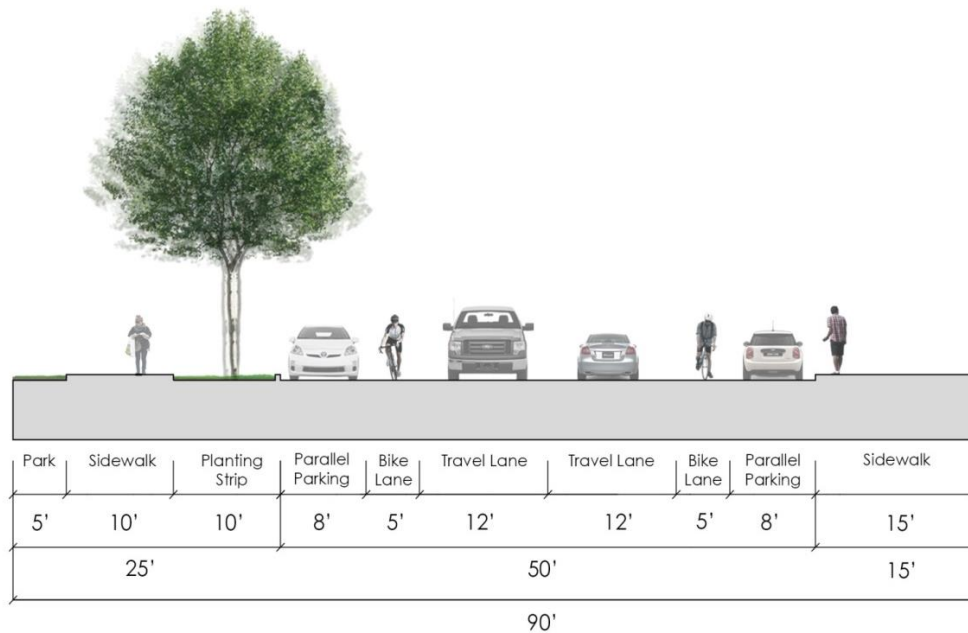 Park
Sidewalk
Planting
Strip
Parallel
Parking
Bike
Lane
Travel Lane
Travel Lane
Bike
Lane
Parallel
Parking
Sidewalk
5' 10' 10' 8' 5' 12' 12' 5' 8' 15'
25' 50' 15'
90'